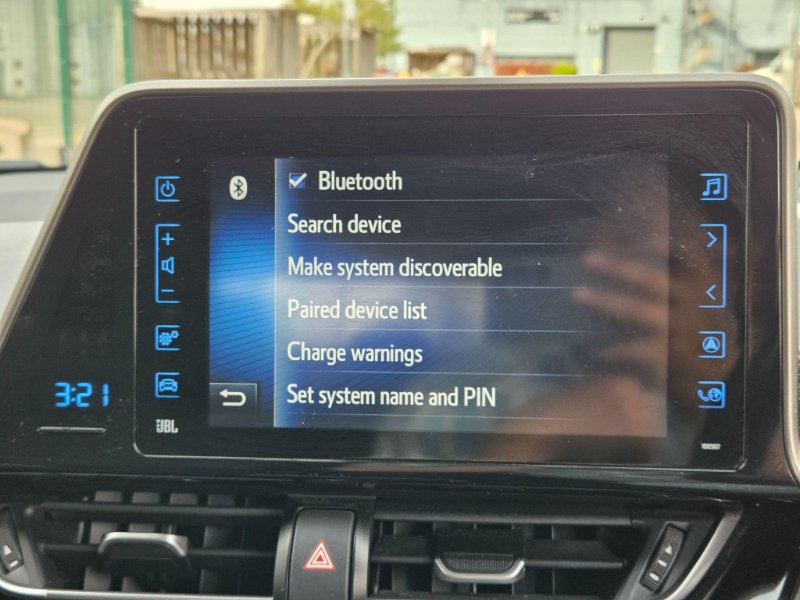 Bluetooth
Search device
Make system discoverable
Paired device list
Charge warnings
Set system name and PIN
3:21
JBL